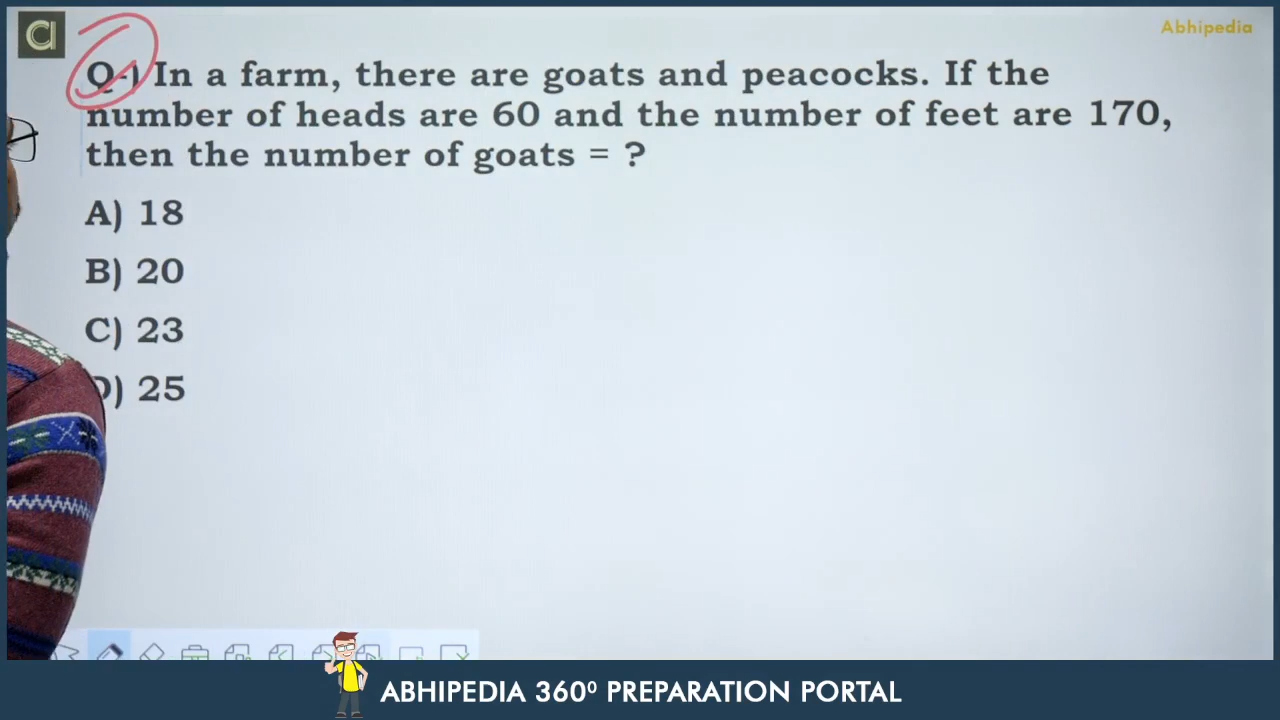 Abhipedia
Q-) In a farm, there are goats and peacocks. If the
number of heads are 60 and the number of feet are 170,
then the number of goats = ?
A) 18
B) 20
C) 23
D) 25
ABHIPEDIA 360⁰ PREPARATION PORTAL